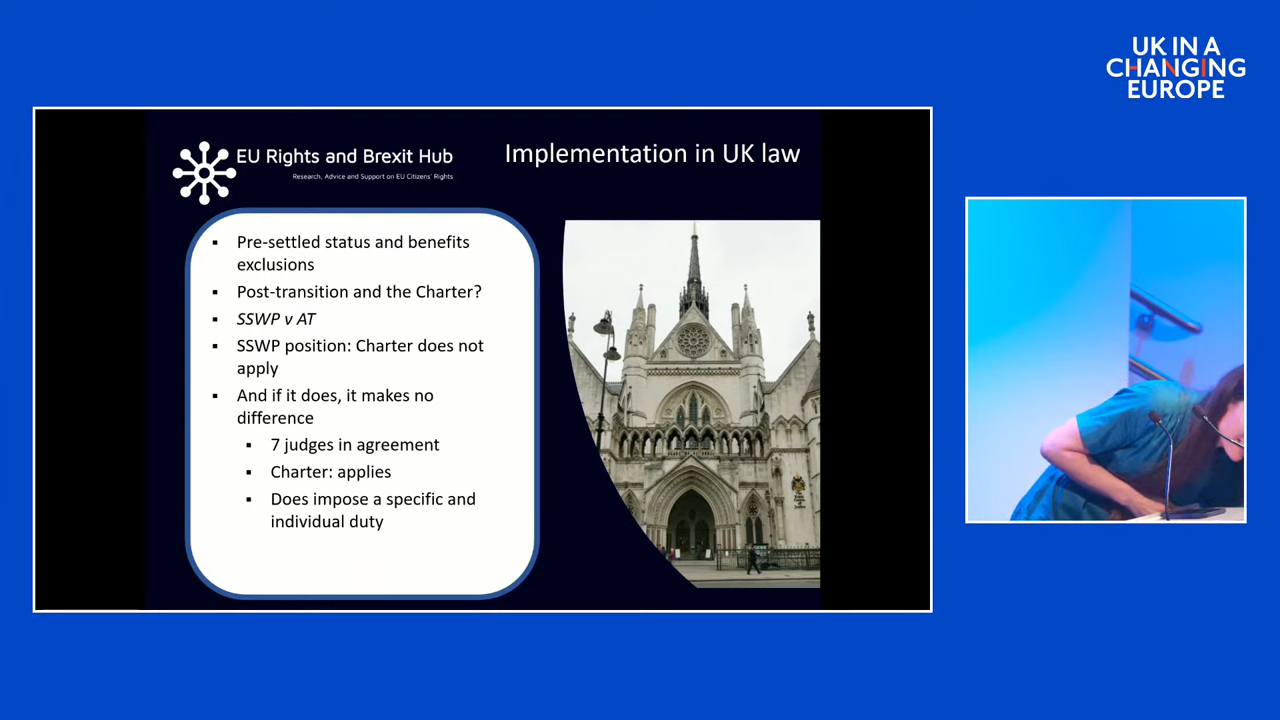 UK IN A
CHANGING
EUROPE
EU Rights and Brexit Hub
Research, Advice and Support on EU Citizens' Rights
Implementation in UK law
▪ Pre-settled status and benefits
exclusions
▪ Post-transition and the Charter?
▪ SSWP v AT
▪ SSWP position: Charter does not
apply
▪ And if it does, it makes no
difference
▪ 7 judges in agreement
▪ Charter: applies
▪ Does impose a specific and
individual duty